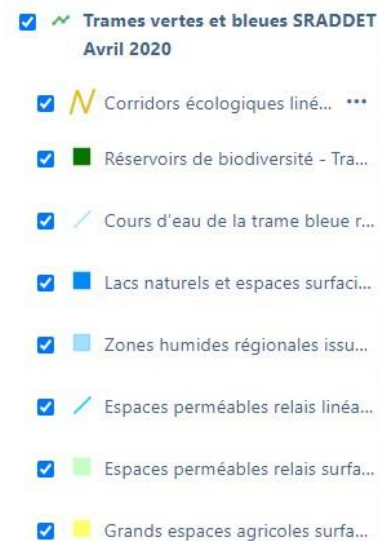 Trames vertes et bleues SRADDET
Avril 2020
Corridors écologiques liné... •••
Réservoirs de biodiversité - Tra...
Cours d'eau de la trame bleue r...
Lacs naturels et espaces surfaci...
Zones humides régionales issu...
Espaces perméables relais linéa...
Espaces perméables relais surfa...
Grands espaces agricoles surfa...